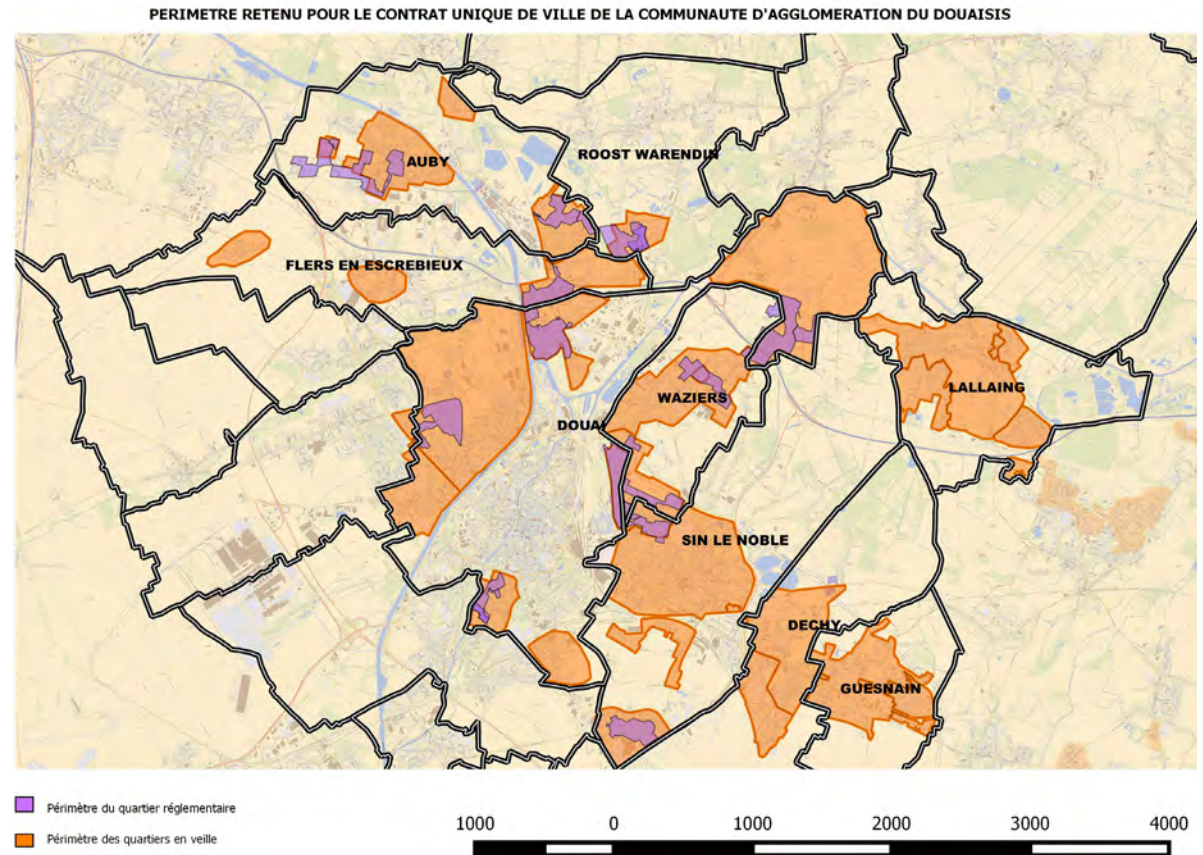 PERIMETRE RETENU POUR LE CONTRAT UNIQUE DE VILLE DE LA COMMUNAUTE D'AGGLOMERATION DU DOUAISIS
ROOST WARENDIN
AUBY
FLERS EN ESCREBIEUX
LALLAING
WAZIERS
DOUAI
SIN LE NOBLE
DECHY
GUESNAIN
Périmètre du quartier réglementaire
Périmètre des quartiers en veille
1000 0 1000 2000 3000 4000